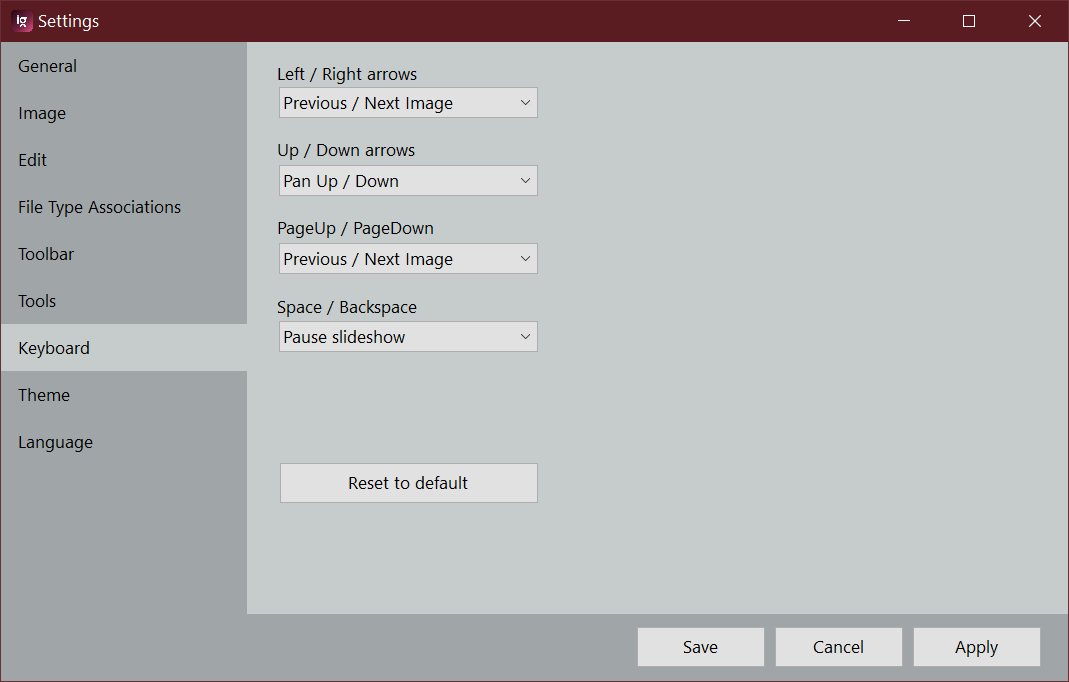 Ig
Settings
General
Image
Edit
File Type Associations
Toolbar
Tools
Keyboard
Theme
Language
Left / Right arrows
Previous / Next Image
Up / Down arrows
Pan Up / Down
PageUp / PageDown
Previous / Next Image
Space / Backspace
Pause slideshow
Reset to default
Save
Cancel
Apply